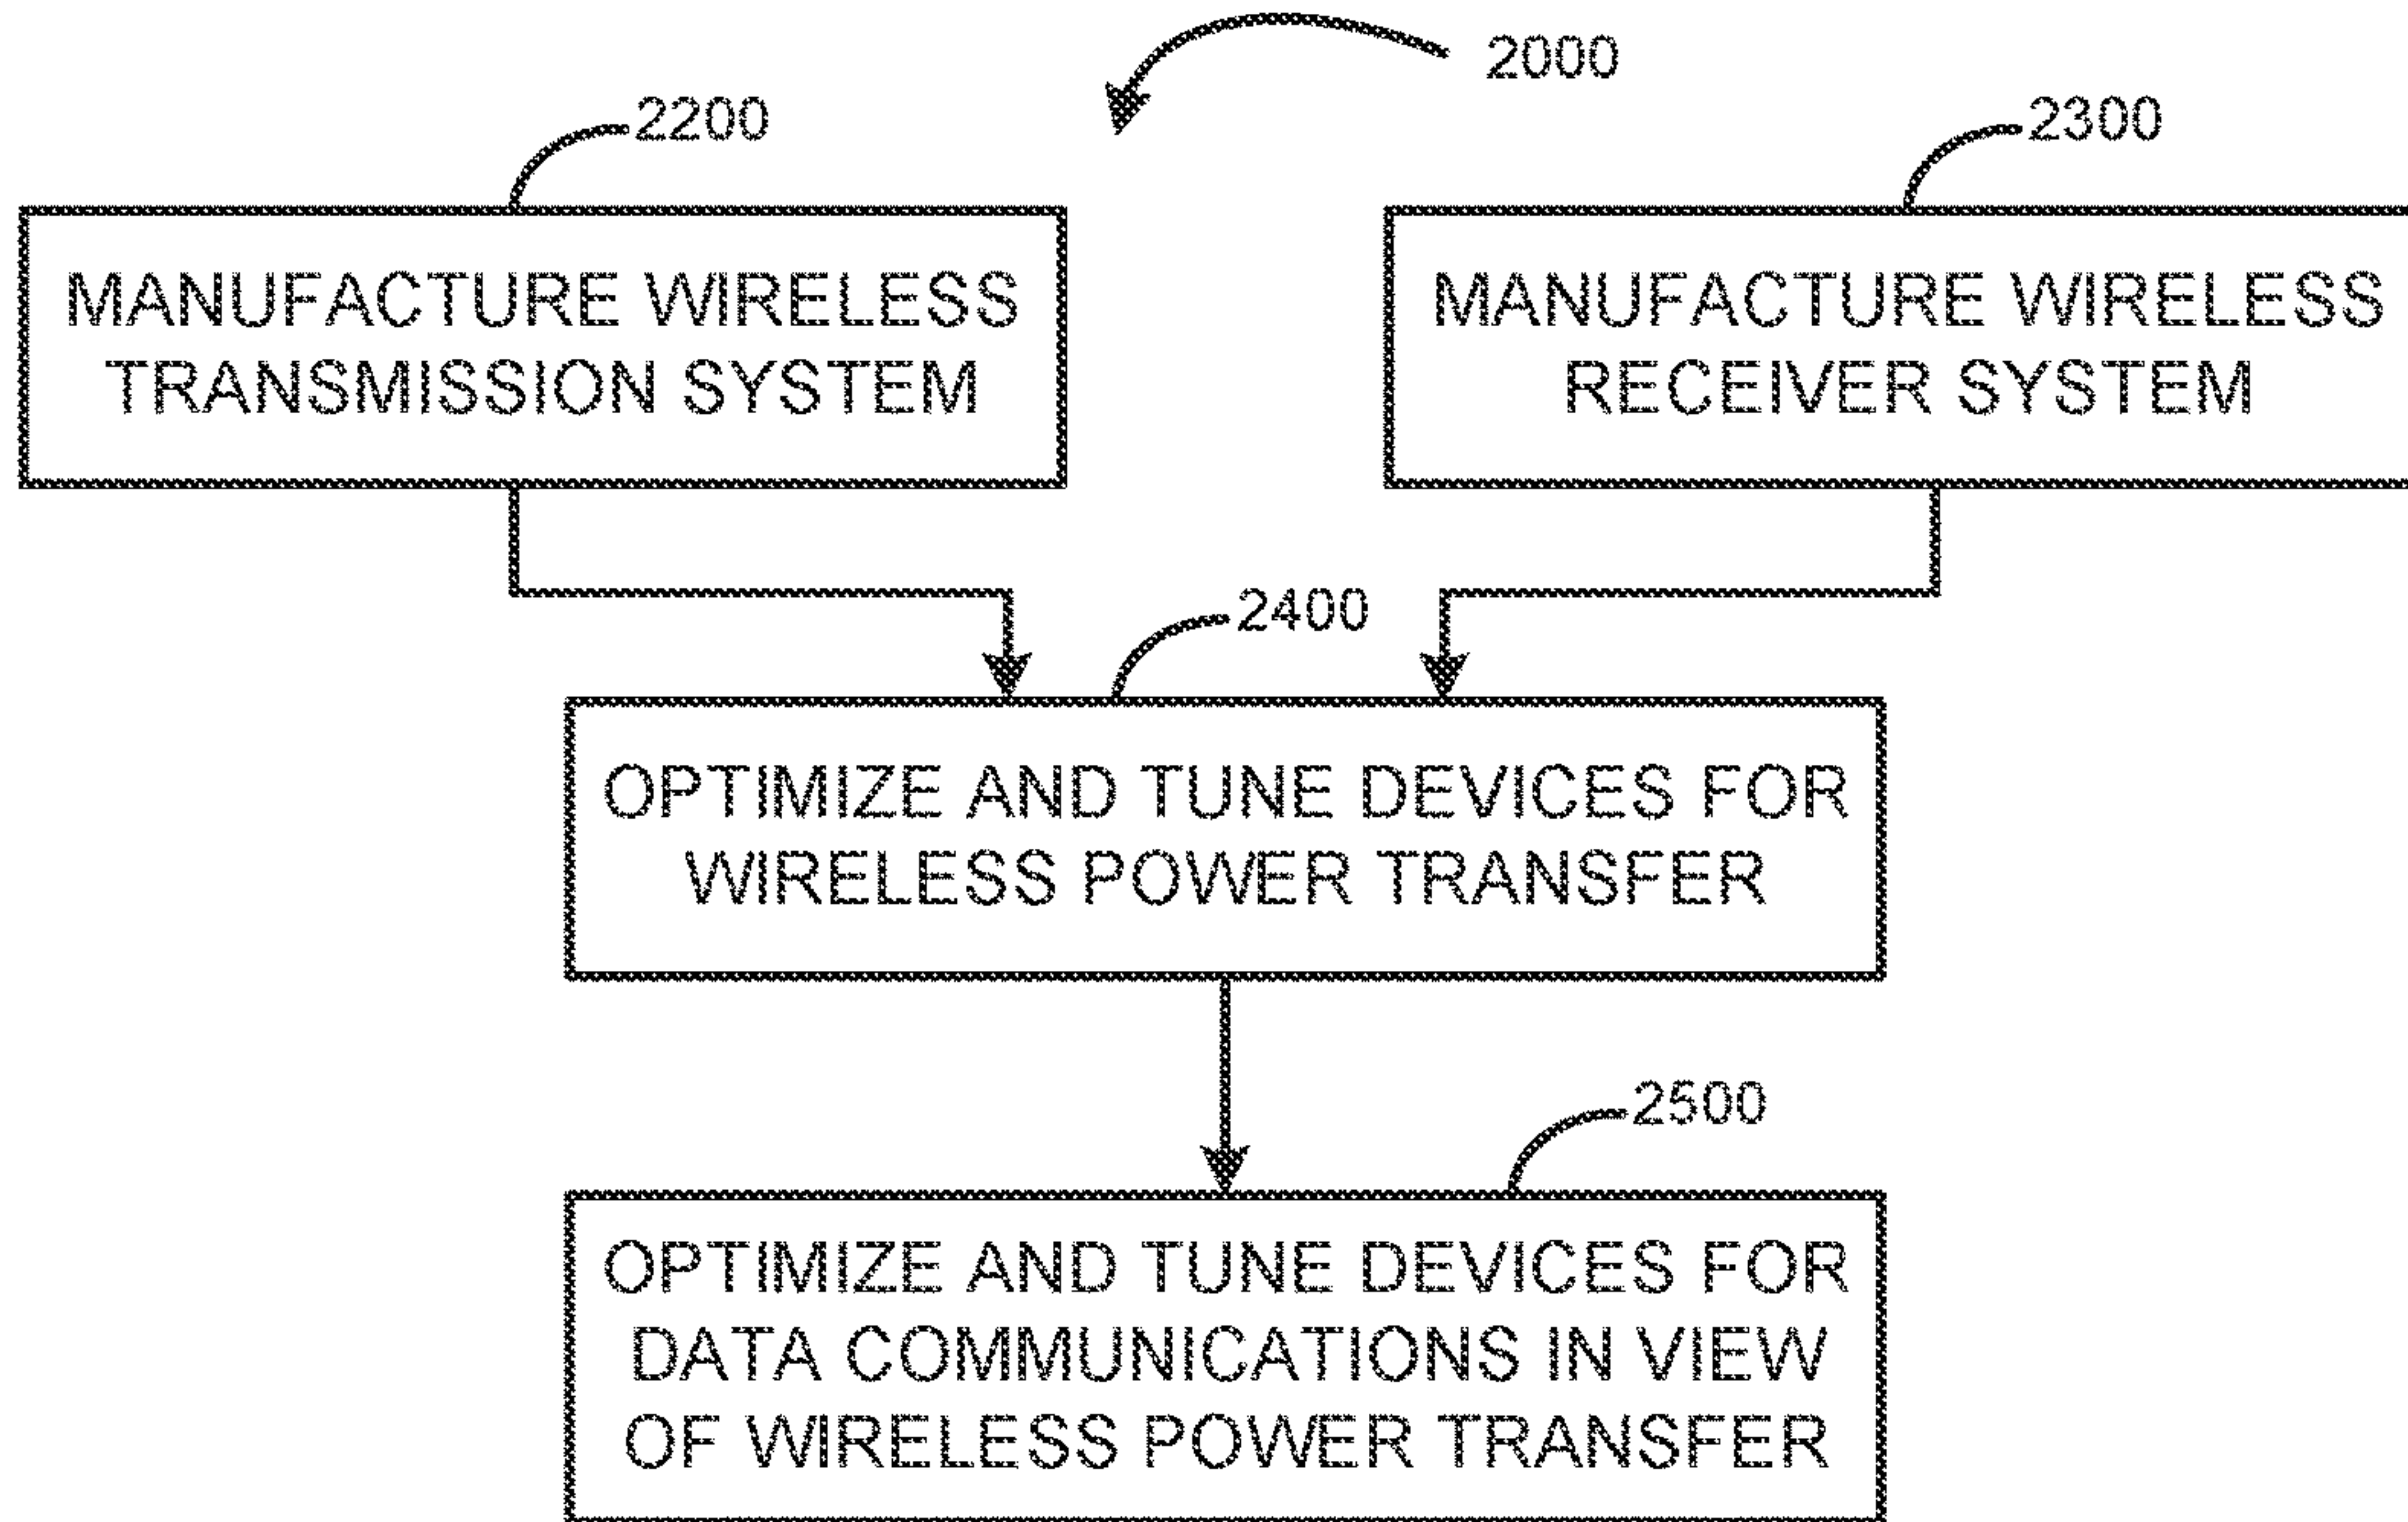 2000
2200
2300
MANUFACTURE WIRELESS
TRANSMISSION SYSTEM
MANUFACTURE WIRELESS
RECEIVER SYSTEM
2400
OPTIMIZE AND TUNE DEVICES FOR
WIRELESS POWER TRANSFER
2500
OPTIMIZE AND TUNE DEVICES FOR
DATA COMMUNICATIONS IN VIEW
OF WIRELESS POWER TRANSFER